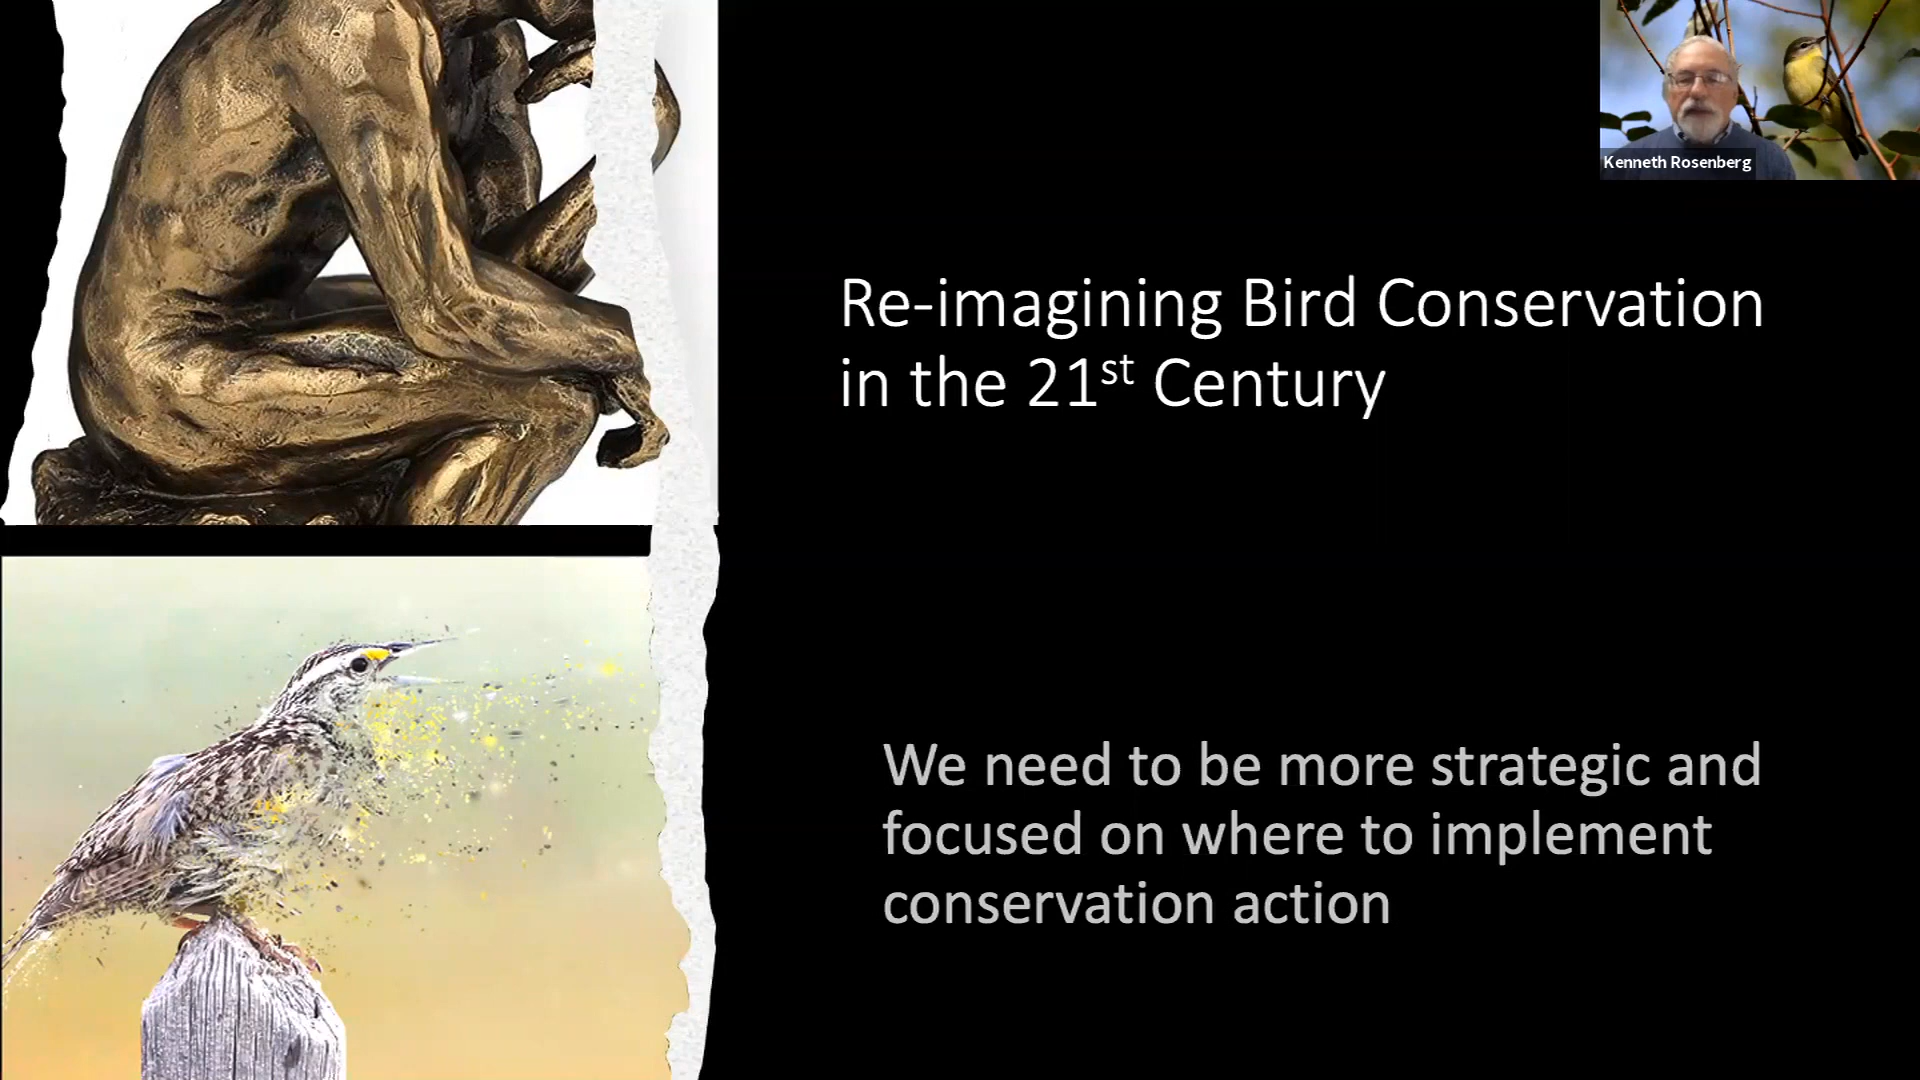 Kenneth Rosenberg
Re-imagining Bird Conservation
in the 21st Century
We need to be more strategic and
focused on where to implement
conservation action